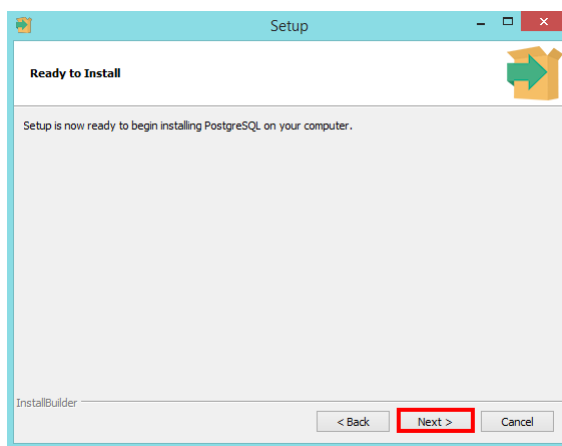 Setup
Ready to Install
Setup is now ready to begin installing PostgreSQL on your computer.
InstallBuilder
< Back
Next >
Cancel